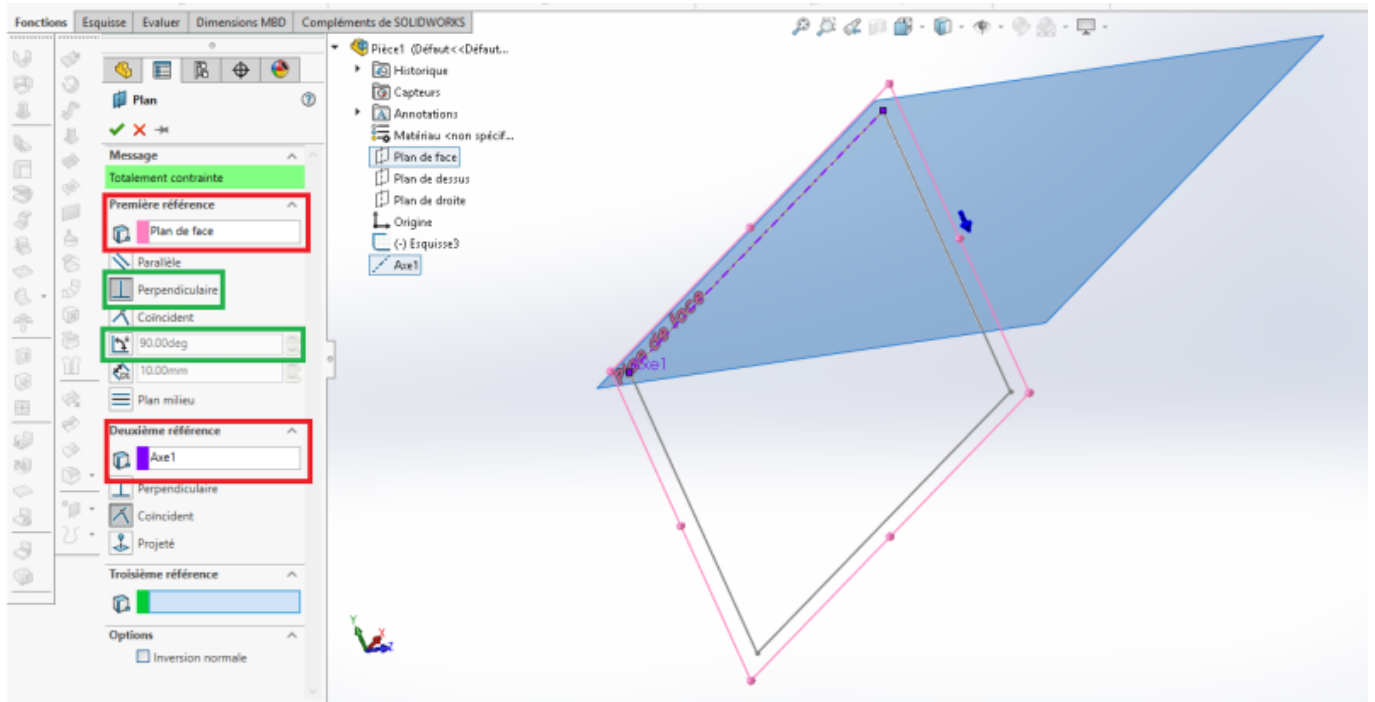 Fonctions Esquisse Evaluer Dimensions MBD Compléments de SOLIDWORKS
Plan
Message
Totalement contrainte
Première référence
Plan de face
Parallèle
Perpendiculaire
Coïncident
90.00deg
10.00mm
Plan milieu
Deuxième référence
Axe1
Perpendiculaire
Coïncident
Projeté
Troisième référence
Options
Inversion normale
Pièce1 (Défaut<<Défaut...
Historique
Capteurs
Annotations
Matériau <non spécif...
Plan de face
Plan de dessus
Plan de droite
Origine
(-) Esquisse3
Axe1
Plan de face
Axe1
Y
X
Z